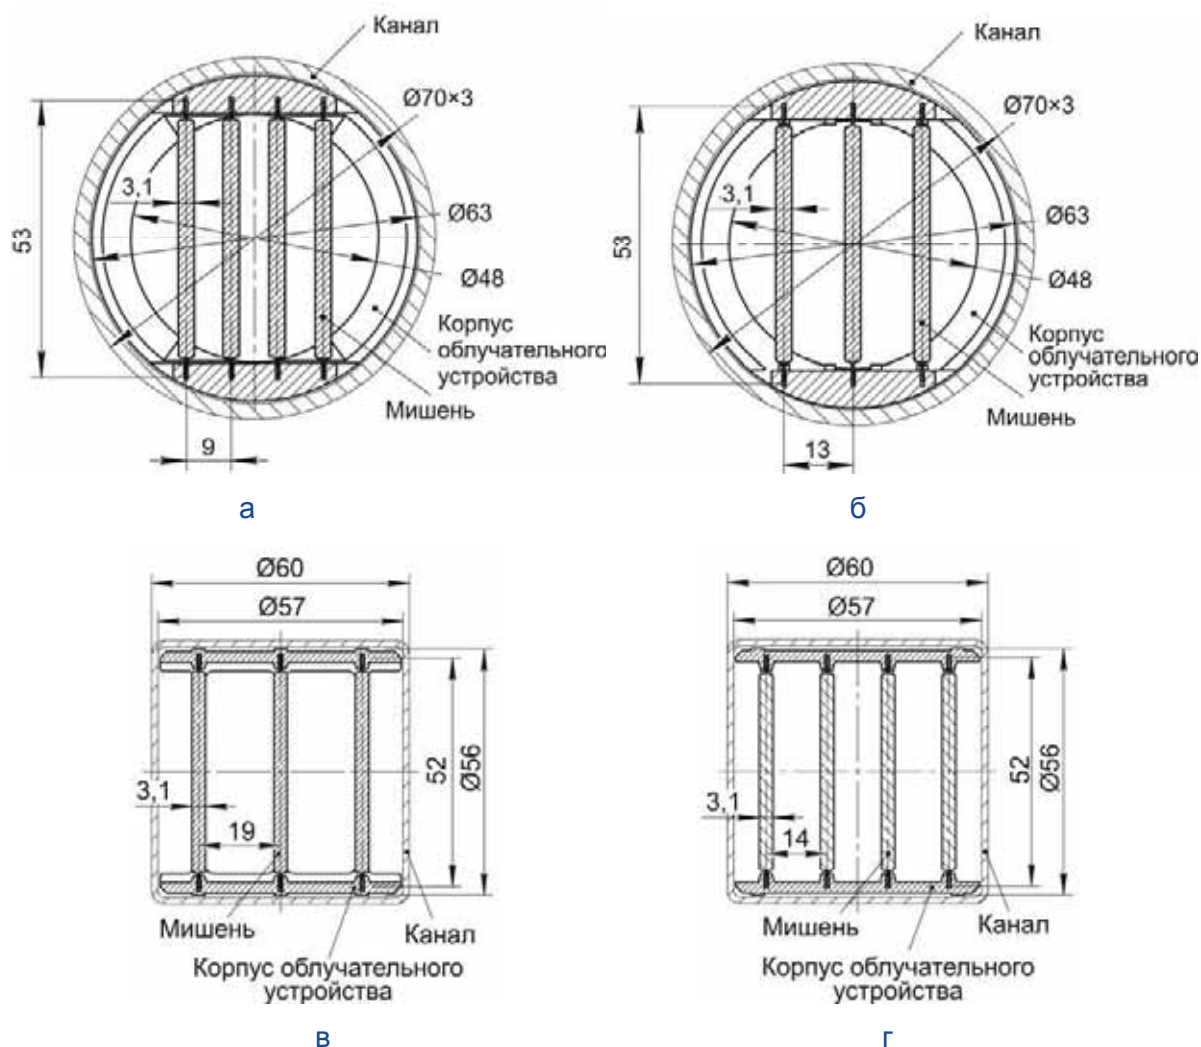 Канал
Ø70×3
3,1
Ø63
53
Ø48
Корпус
облучательного
устройства
Мишень
9
а
Канал
Ø70×3
3,1
Ø63
53
Ø48
Корпус
облучательного
устройства
Мишень
13
б
Ø60
Ø57
52
Ø56
3,1
19
Мишень
Канал
Корпус облучательного
устройства
в
Ø60
Ø57
52
Ø56
3,1
14
Мишень
Канал
Корпус облучательного
устройства
г